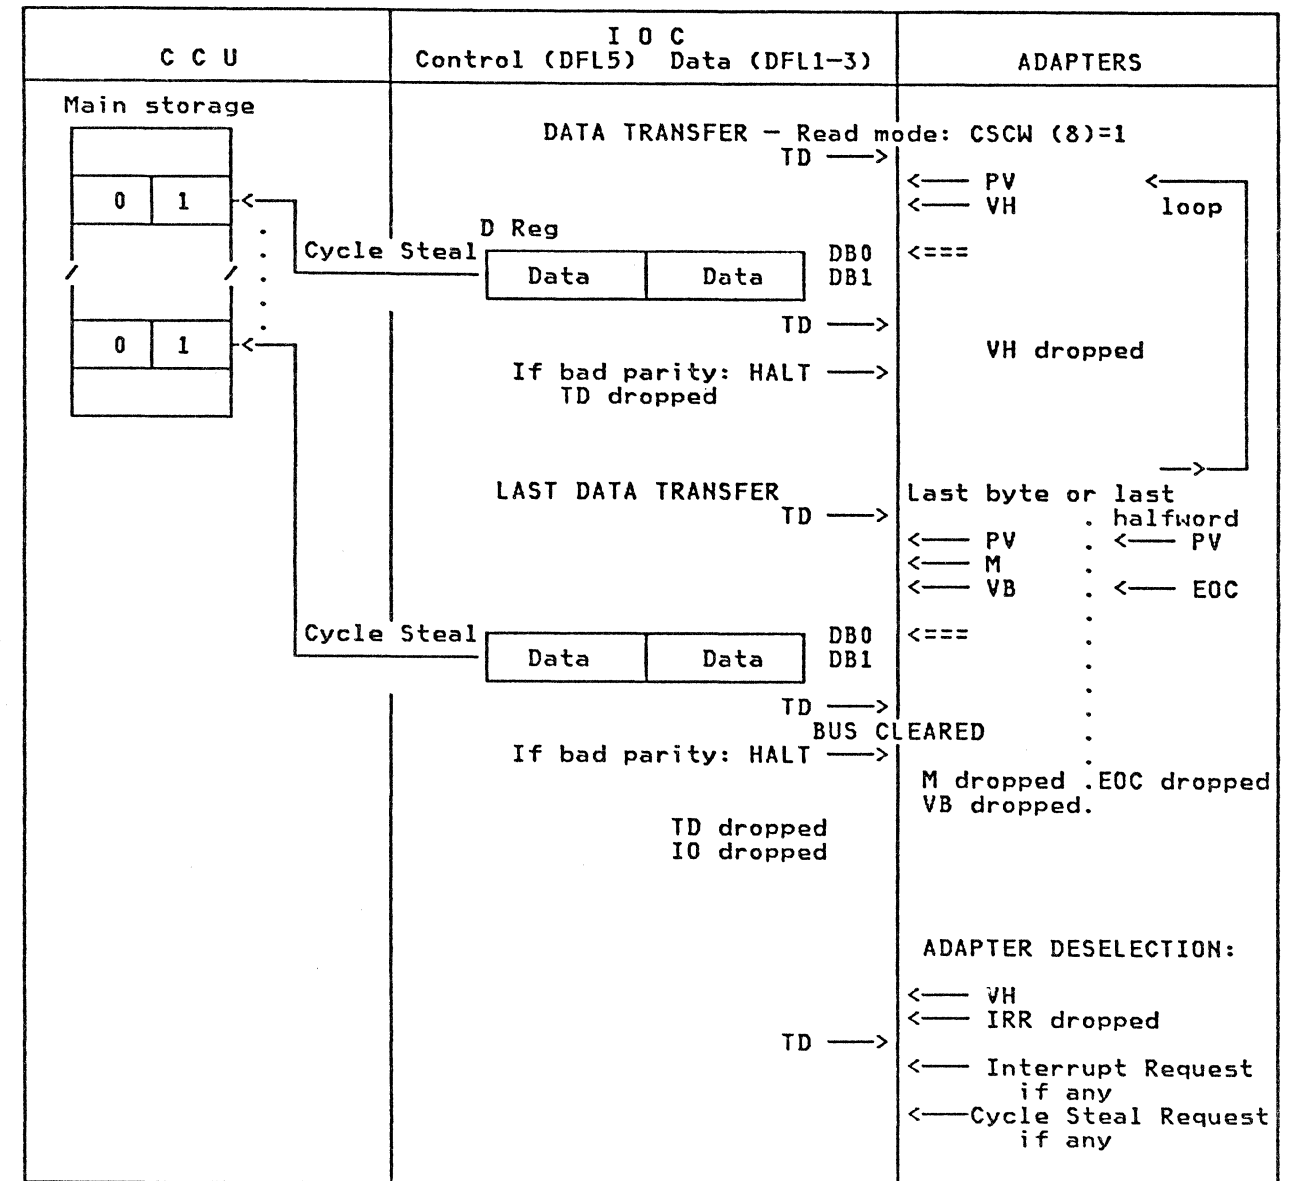 C C U
I O C
Control (DFL5) Data (DFL1-3)
ADAPTERS
Main storage
DATA TRANSFER — Read mode: CSCW (8)=1
TD ——>
<—— PV <——
0 1
<—— VH loop
D Reg
Cycle Steal
DB0 <===
Data Data DB1
TD ——>
0 1
VH dropped
If bad parity: HALT ——>
TD dropped
——>
LAST DATA TRANSFER
Last byte or last
halfword
TD ——>
<—— PV . <—— PV
<—— M
<—— VB . <—— EOC
Cycle Steal
DB0 <===
Data Data DB1
TD ——>
BUS CLEARED
If bad parity: HALT ——>
M dropped .EOC dropped
VB dropped.
TD dropped
IO dropped
ADAPTER DESELECTION:
<—— VH
<—— IRR dropped
TD ——>
<—— Interrupt Request
if any
<——Cycle Steal Request
if any